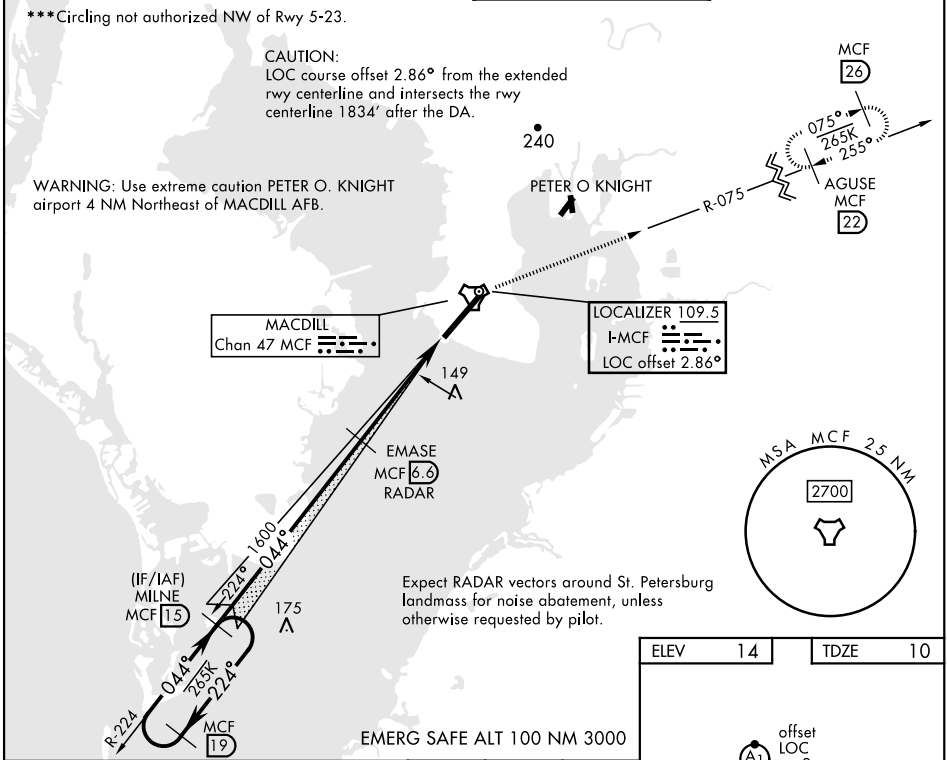 ***Circling not authorized NW of Rwy 5-23.
CAUTION:
LOC course offset 2.86° from the extended
rwy centerline and intersects the rwy
centerline 1834' after the DA.
MCF
26
075°
265K
255°
240
WARNING: Use extreme caution PETER O. KNIGHT
airport 4 NM Northeast of MACDILL AFB.
PETER O KNIGHT
R-075
AGUSE
MCF
22
MACDILL
Chan 47 MCF
LOCALIZER 109.5
I-MCF
LOC offset 2.86°
149
EMASE
MCF 6.6
RADAR
MSA MCF 25 NM
2700
1600
044°
224°
(IF/IAF)
MILNE
MCF 15
175
Expect RADAR vectors around St. Petersburg
landmass for noise abatement, unless
otherwise requested by pilot.
044°
265K
224°
R-224
MCF
19
EMERG SAFE ALT 100 NM 3000
ELEV 14
TDZE 10
offset
LOC
A1